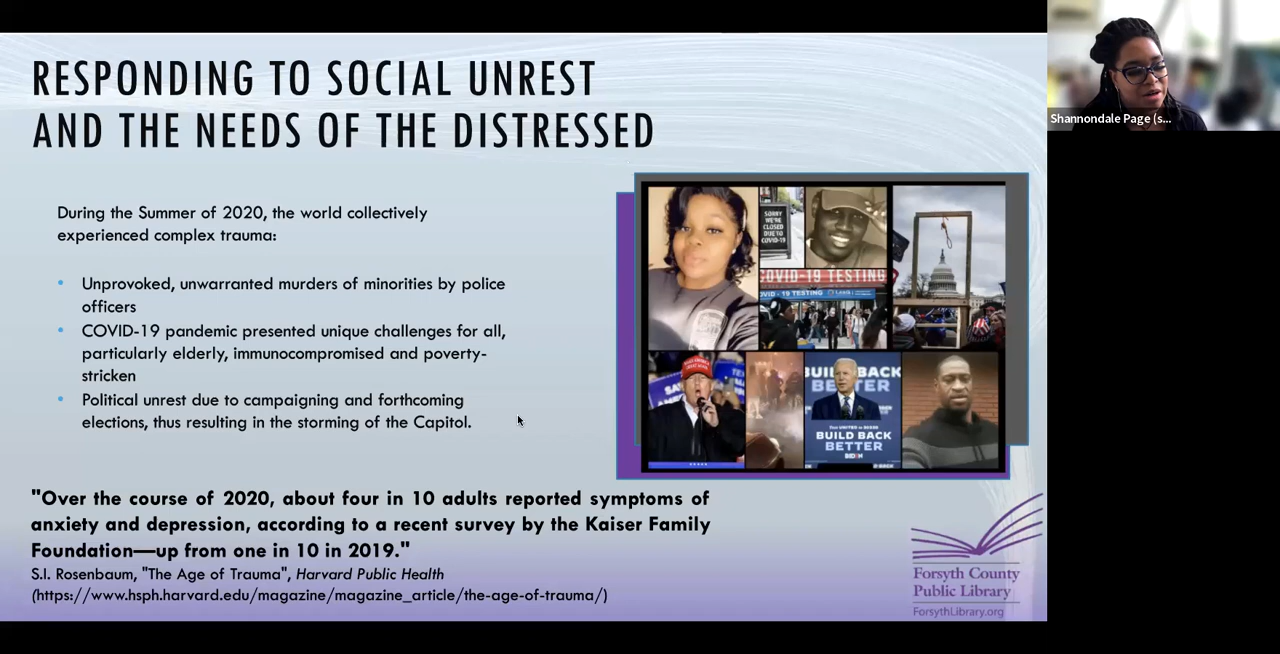 RESPONDING TO SOCIAL UNREST
AND THE NEEDS OF THE DISTRESSED
During the Summer of 2020, the world collectively
experienced complex trauma:
• Unprovoked, unwarranted murders of minorities by police
officers
• COVID-19 pandemic presented unique challenges for all,
particularly elderly, immunocompromised and poverty-
stricken
• Political unrest due to campaigning and forthcoming
elections, thus resulting in the storming of the Capitol.
SORRY
WE'RE
CLOSED
DUE TO
COVID-19
COVID-19 TESTING
OVID-19 TESTING
BUILD BACK
BETTER
BUILD BACK
BETTER
"Over the course of 2020, about four in 10 adults reported symptoms of
anxiety and depression, according to a recent survey by the Kaiser Family
Foundation—up from one in 10 in 2019."
S.I. Rosenbaum, "The Age of Trauma", Harvard Public Health
(https://www.hsph.harvard.edu/magazine/magazine_article/the-age-of-trauma/)
Forsyth County
Public Library
ForsythLibrary.org
Shannondale Page (s...